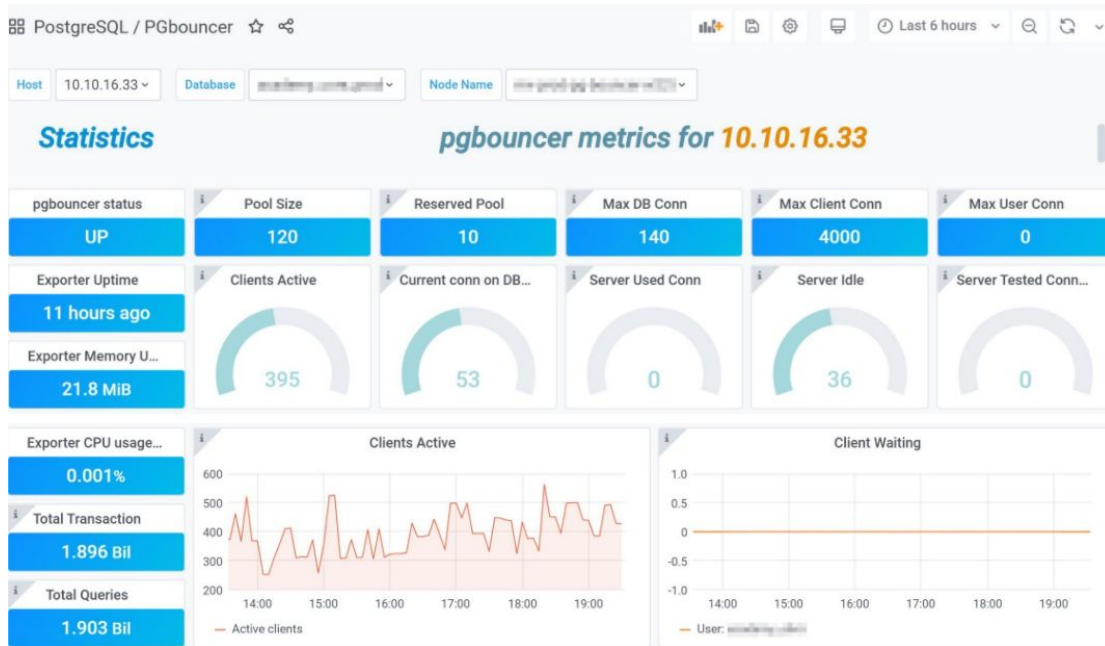 PostgreSQL / PGbouncer
Last 6 hours
Host 10.10.16.33 Database Node Name
Statistics pgbouncer metrics for 10.10.16.33
pgbouncer status Pool Size Reserved Pool Max DB Conn Max Client Conn Max User Conn
UP 120 10 140 4000 0
Exporter Uptime Clients Active Current conn on DB... Server Used Conn Server Idle Server Tested Conn...
11 hours ago
395 53 0 36 0
Exporter Memory U...
21.8 MiB
Exporter CPU usage...
0.001%
Total Transaction
1.896 Bil
Total Queries
1.903 Bil
Clients Active
600
500
400
300
200
14:00 15:00 16:00 17:00 18:00 19:00
Active clients
Client Waiting
1.0
0.5
0
-0.5
-1.0
14:00 15:00 16:00 17:00 18:00 19:00
User: